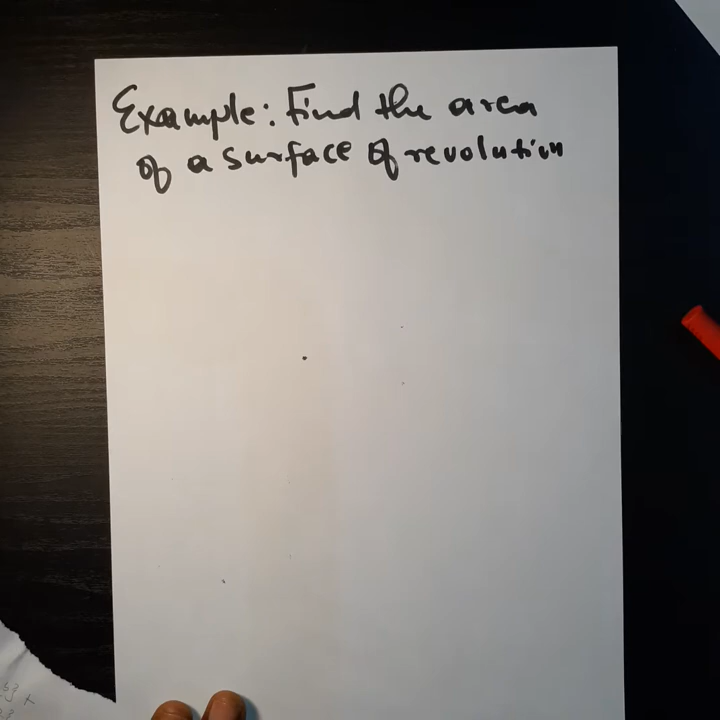 Example: Find the area
of a surface of revolution